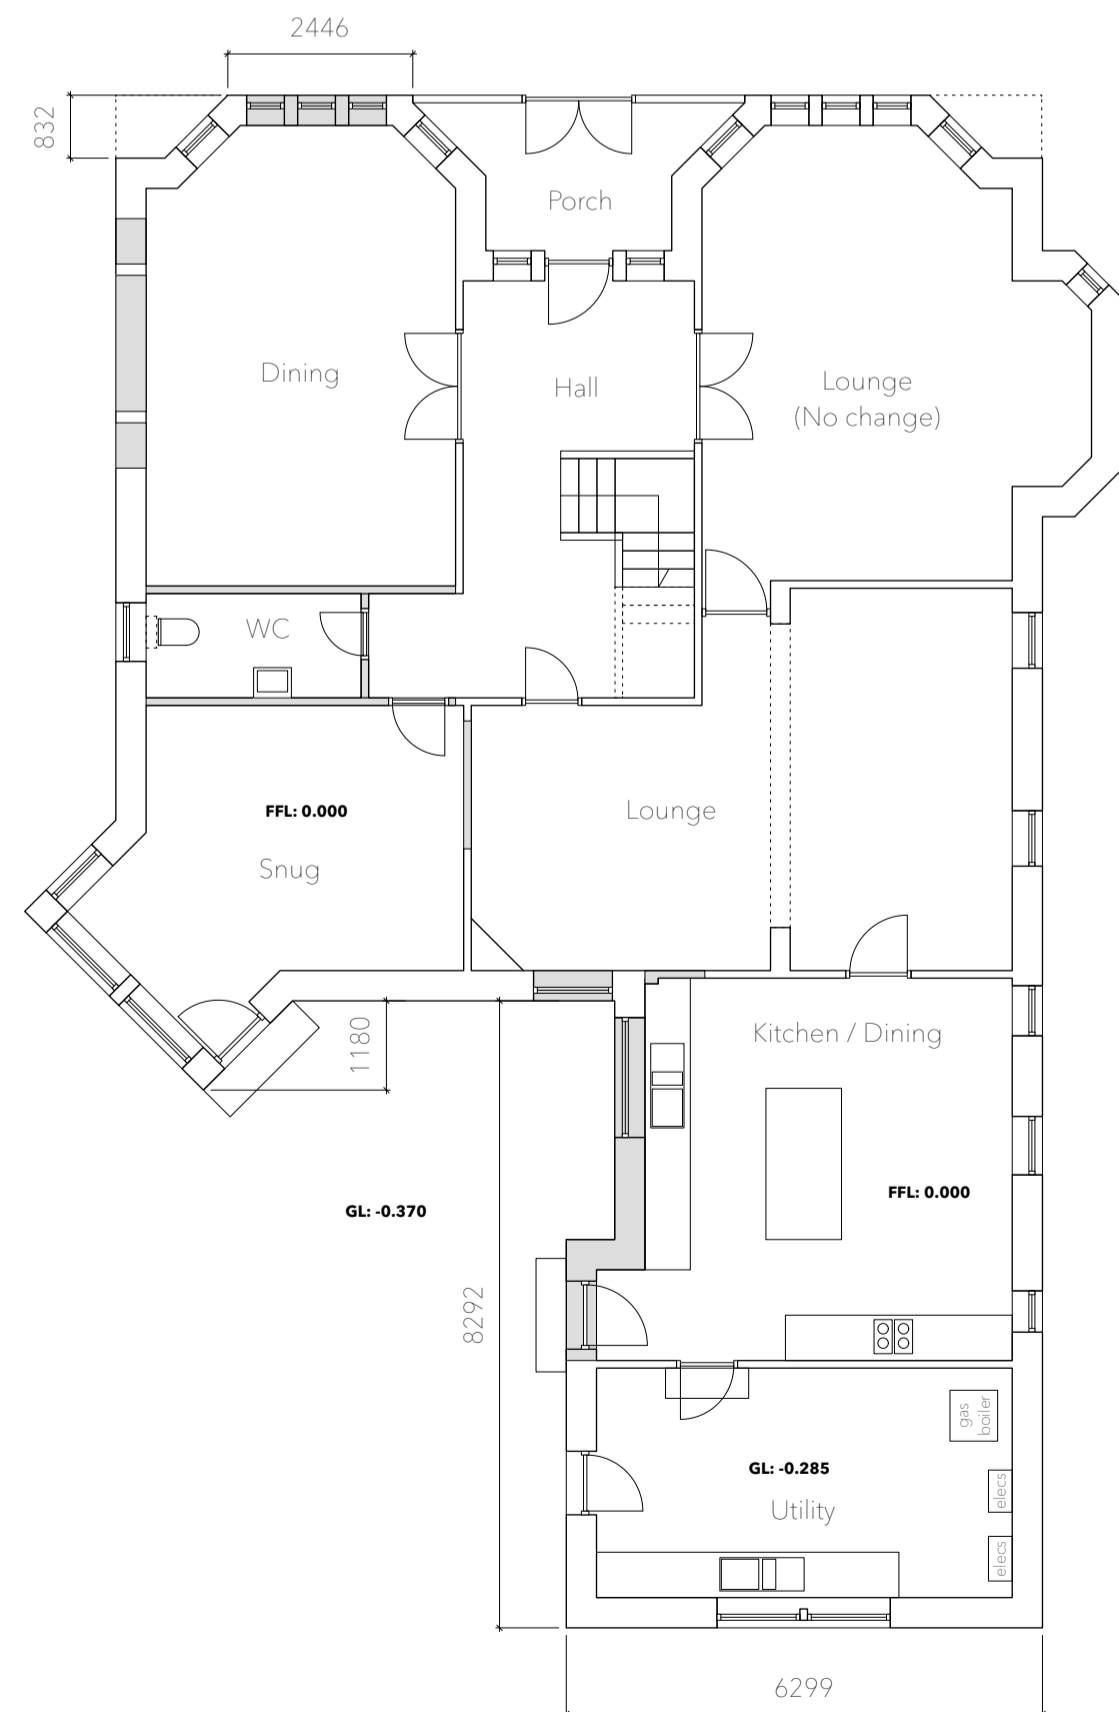 2446
832
Porch
Dining
Hall
Lounge
(No change)
WC
FFL: 0.000
Snug
Lounge
1180
Kitchen / Dining
FFL: 0.000
GL: -0.370
8292
gas
boiler
GL: -0.285
elecs
Utility
elecs
6299